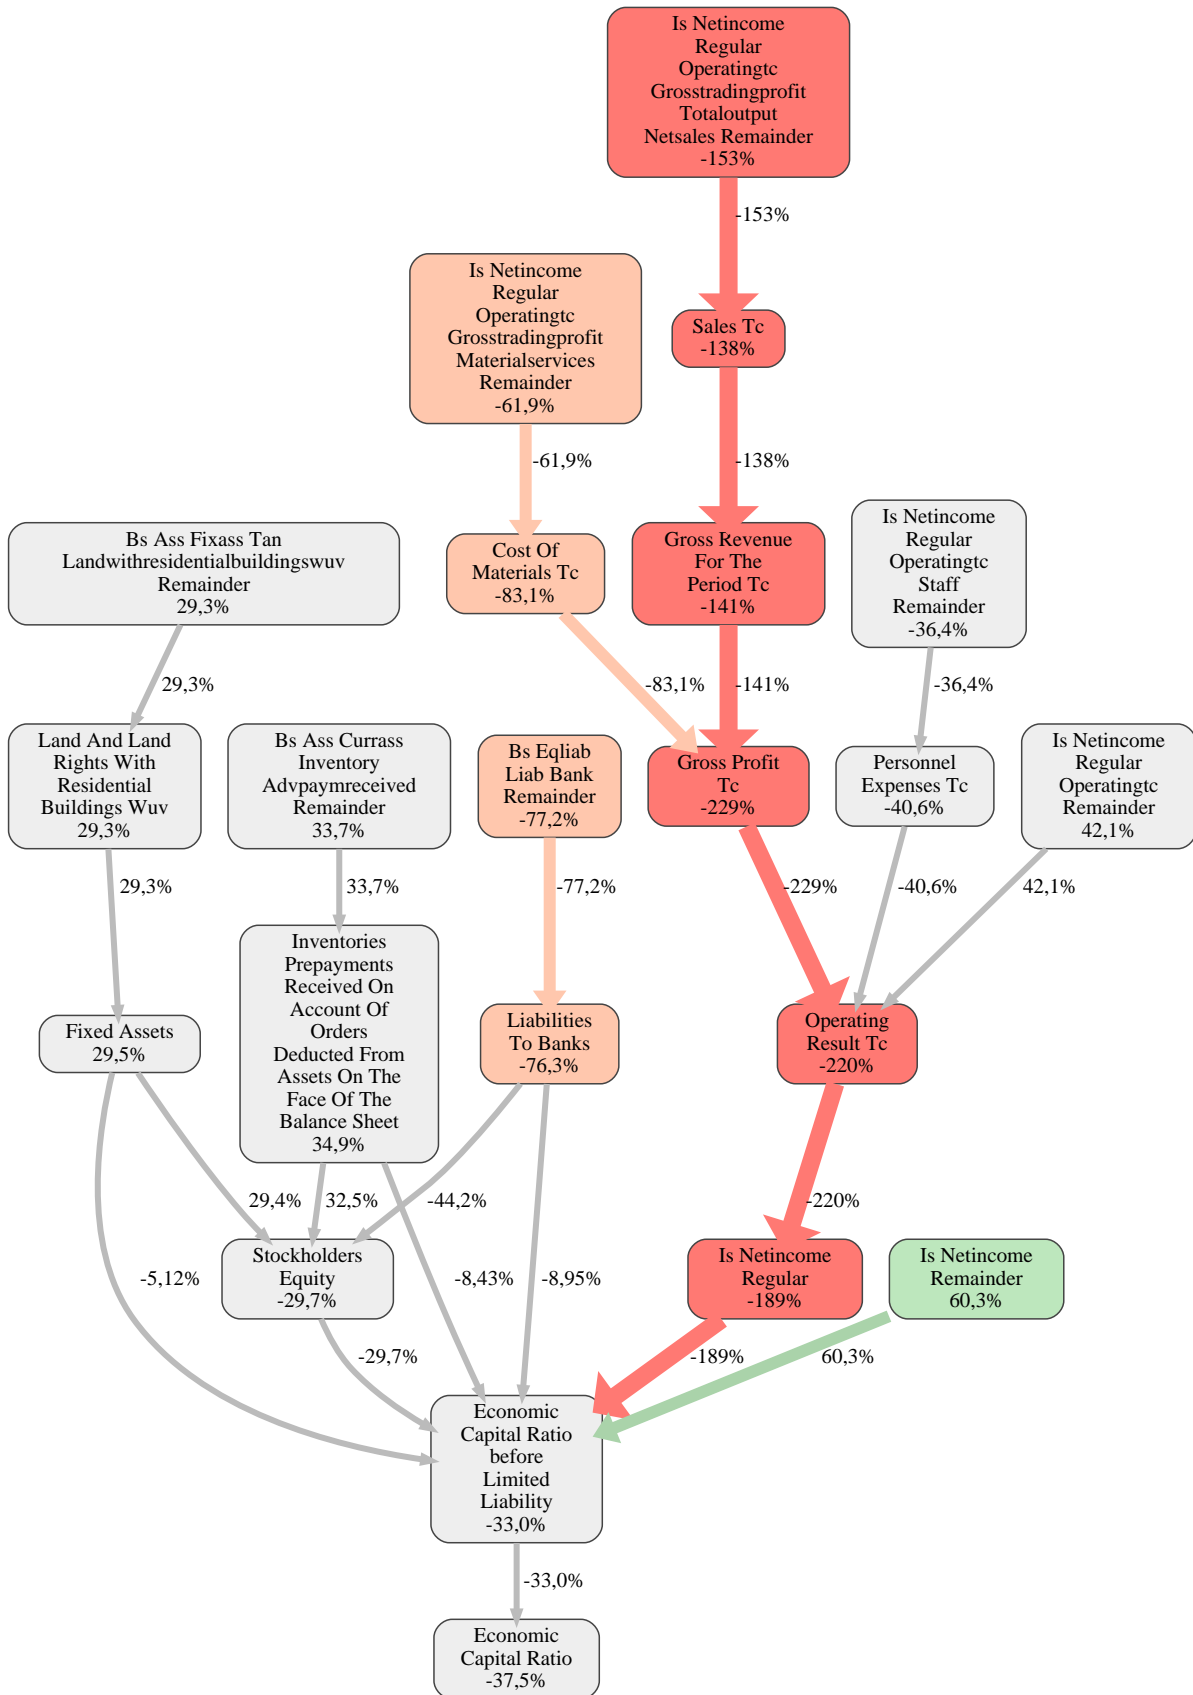 Is Netincome
Regular
Operatingtc
Grosstradingprofit
Totaloutput
Netsales Remainder
-153%
-153%
Is Netincome
Regular
Operatingtc
Grosstradingprofit
Materialservices
Remainder
-61,9%
Sales Tc
-138%
-61,9%
-138%
Bs Ass Fixass Tan
Landwithresidentialbuildingswuv
Remainder
29,3%
Cost Of
Materials Tc
-83,1%
Gross Revenue
For The
Period Tc
-141%
Is Netincome
Regular
Operatingtc
Staff
Remainder
-36,4%
29,3%
-83,1%
-141%
-36,4%
Land And Land
Rights With
Residential
Buildings Wuv
29,3%
Bs Ass Currass
Inventory
Advpaymreceived
Remainder
33,7%
Bs Eqliab
Liab Bank
Remainder
-77,2%
Gross Profit
Tc
-229%
Personnel
Expenses Tc
-40,6%
Is Netincome
Regular
Operatingtc
Remainder
42,1%
29,3%
33,7%
-77,2%
-229%
-40,6%
42,1%
Fixed Assets
29,5%
Inventories
Prepayments
Received On
Account Of
Orders
Deducted From
Assets On The
Face Of The
Balance Sheet
34,9%
Liabilities
To Banks
-76,3%
Operating
Result Tc
-220%
29,4%
32,5%
-44,2%
-220%
Stockholders
Equity
-29,7%
Is Netincome
Regular
-189%
Is Netincome
Remainder
60,3%
-5,12%
-8,43%
-8,95%
-29,7%
-189%
60,3%
Economic
Capital Ratio
before
Limited
Liability
-33,0%
-33,0%
Economic
Capital Ratio
-37,5%